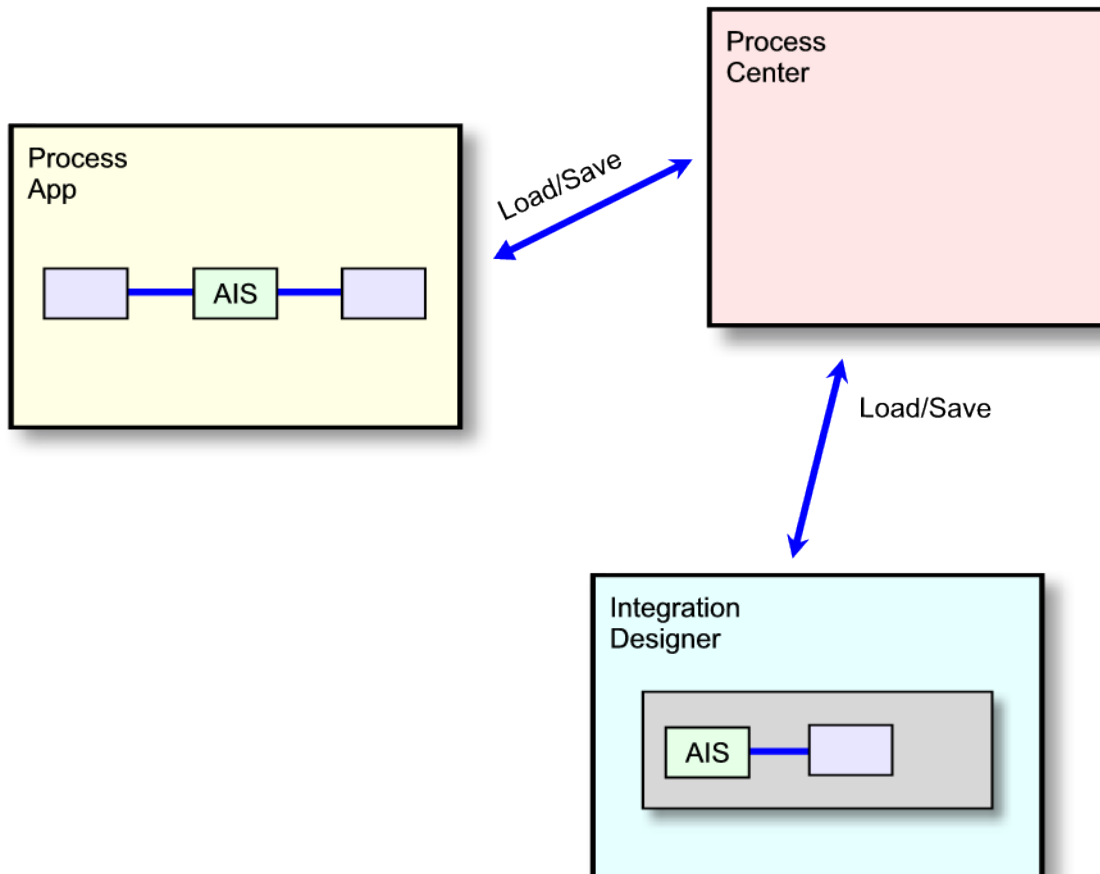 Process
Center
Process
App
Load/Save
AIS
Load/Save
Integration
Designer
AIS